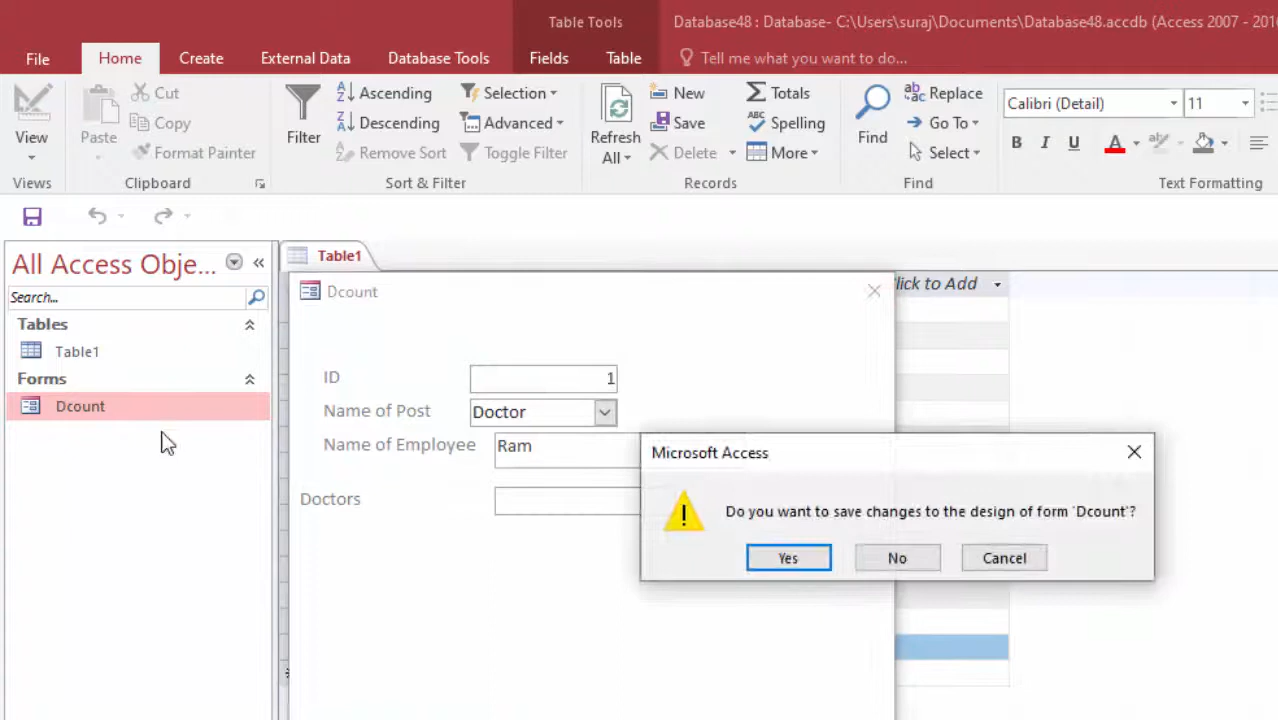 Table Tools
Database48 : Database- C:\Users\suraj\Documents\Database48.accdb (Access 2007 - 201
File Home Create External Data Database Tools Fields Table Tell me what you want to do...
View
Views
Paste
Cut
Copy
Format Painter
Clipboard
Filter
Ascending
Descending
Remove Sort
Selection
Advanced
Toggle Filter
Sort & Filter
Refresh
All
New
Save
Delete
Totals
Spelling
More
Records
Find
Replace
Go To
Select
Find
Calibri (Detail) 11
B I U A
Text Formatting
All Access Obje...
Search...
Tables
Table1
Forms
Dcount
Table1
lick to Add
Dcount
ID 1
Name of Post Doctor
Name of Employee Ram
Doctors
Microsoft Access
Do you want to save changes to the design of form 'Dcount'?
Yes No Cancel